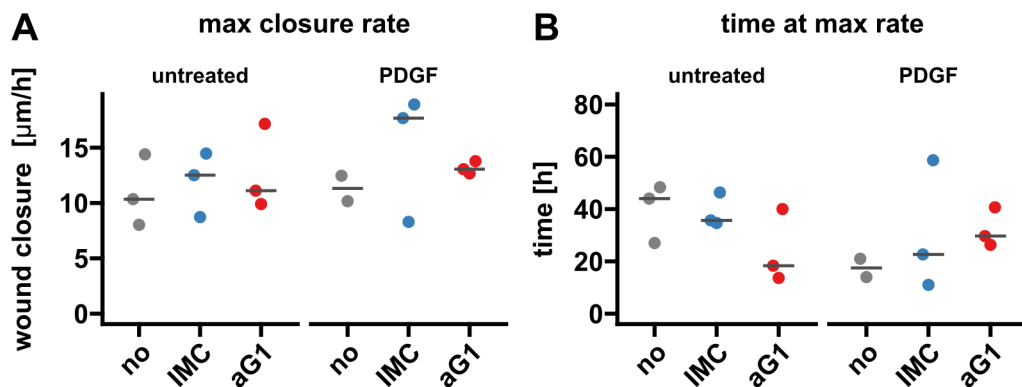 A
max closure rate
untreated
PDGF
wound closure [µm/h]
15
10
5
0
no
IMC
aG1
no
IMC
aG1
B
time at max rate
untreated
PDGF
time [h]
80
60
40
20
0
no
IMC
aG1
no
IMC
aG1